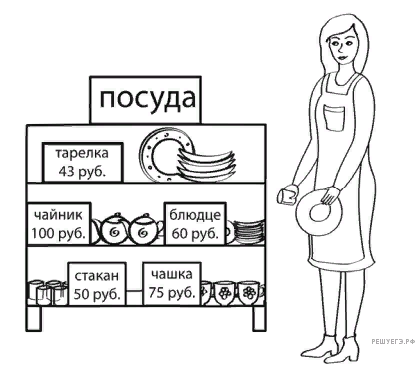 посуда
тарелка
43 руб.
чайник
100 руб.
блюдце
60 руб.
стакан
50 руб.
чашка
75 руб.
РЕШУЕГЭ.РФ